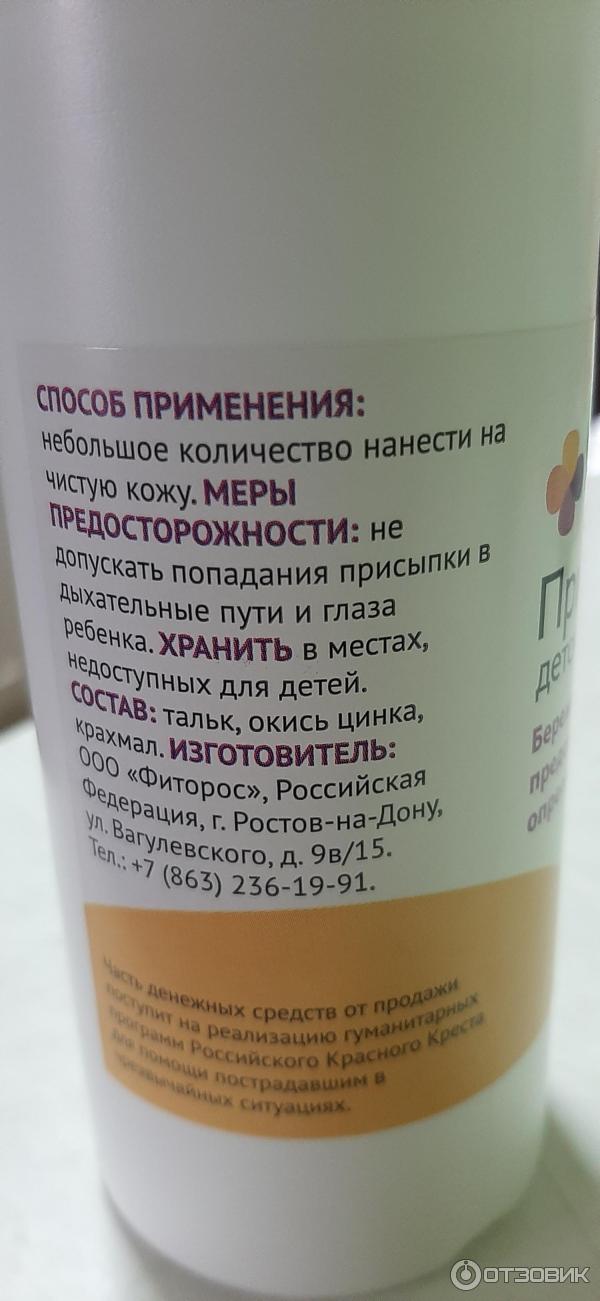 СПОСОБ ПРИМЕНЕНИЯ:
небольшое количество нанести на
чистую кожу. МЕРЫ
ПРЕДОСТОРОЖНОСТИ: не
допускать попадания присыпки в
дыхательные пути и глаза
ребенка. ХРАНИТЬ в местах,
недоступных для детей.
СОСТАВ: тальк, окись цинка,
крахмал. ИЗГОТОВИТЕЛЬ:
ООО «Фиторос», Российская
Федерация, г. Ростов-на-Дону,
ул. Вагулевского, д. 9в/15.
Тел.: +7 (863) 236-19-91.
Часть денежных средств от продажи
поступит на реализацию гуманитарных
программ Российского Красного Креста
для помощи пострадавшим в
чрезвычайных ситуациях.
ОТЗОВИК